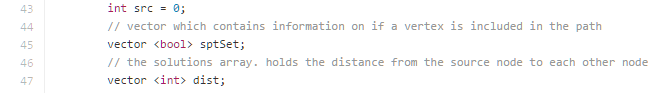 43 int src = 0;
44 // vector which contains information on if a vertex is included in the path
45 vector <bool> sptSet;
46 // the solutions array. holds the distance from the source node to each other node
47 vector <int> dist;